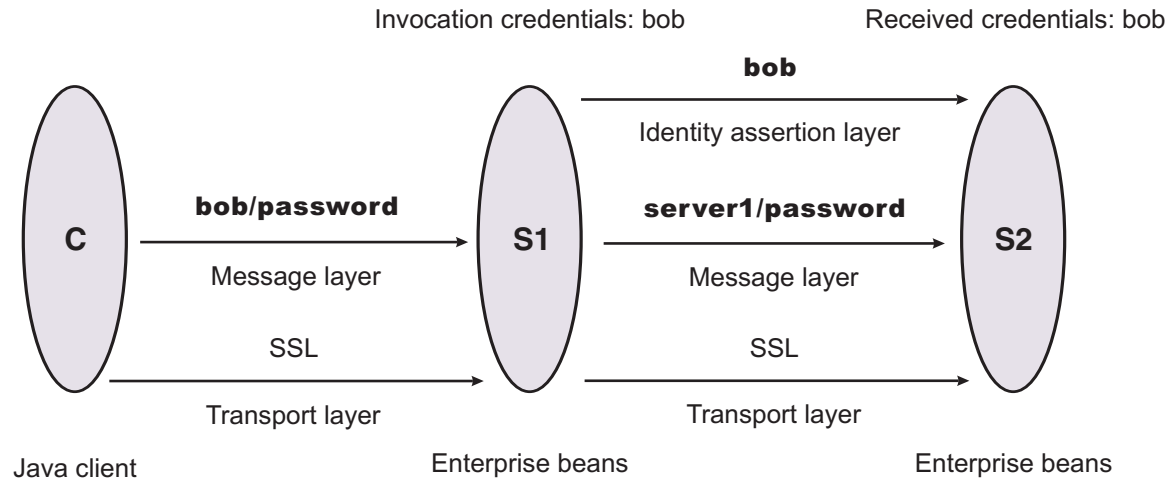 Invocation credentials: bob
Received credentials: bob
bob
Identity assertion layer
bob/password
server1/password
C
S1
S2
Message layer
Message layer
SSL
SSL
Transport layer
Transport layer
Java client
Enterprise beans
Enterprise beans